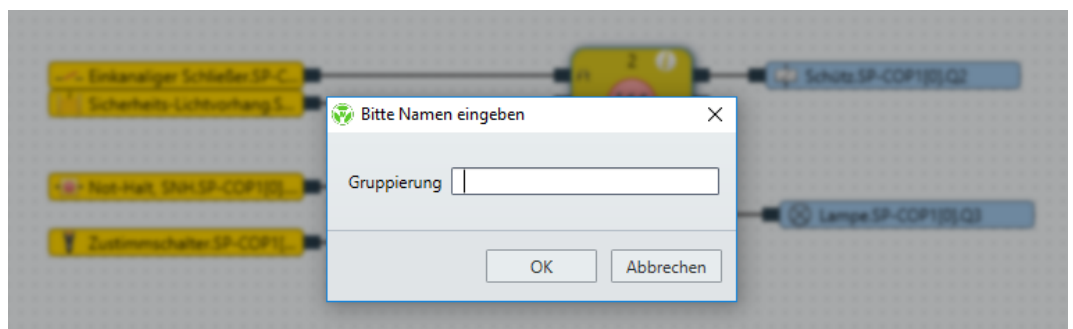 Einkanaliger Schließer.SP-C...
2
Schütz.SP-COP1[0].Q2
Sicherheits-Lichtvorhang.S...
Bitte Namen eingeben
Gruppierung
Not-Halt, SNH.SP-COP1[0]....
Lampe.SP-COP1[0].Q3
Zustimmschalter.SP-COP1[...
OK Abbrechen